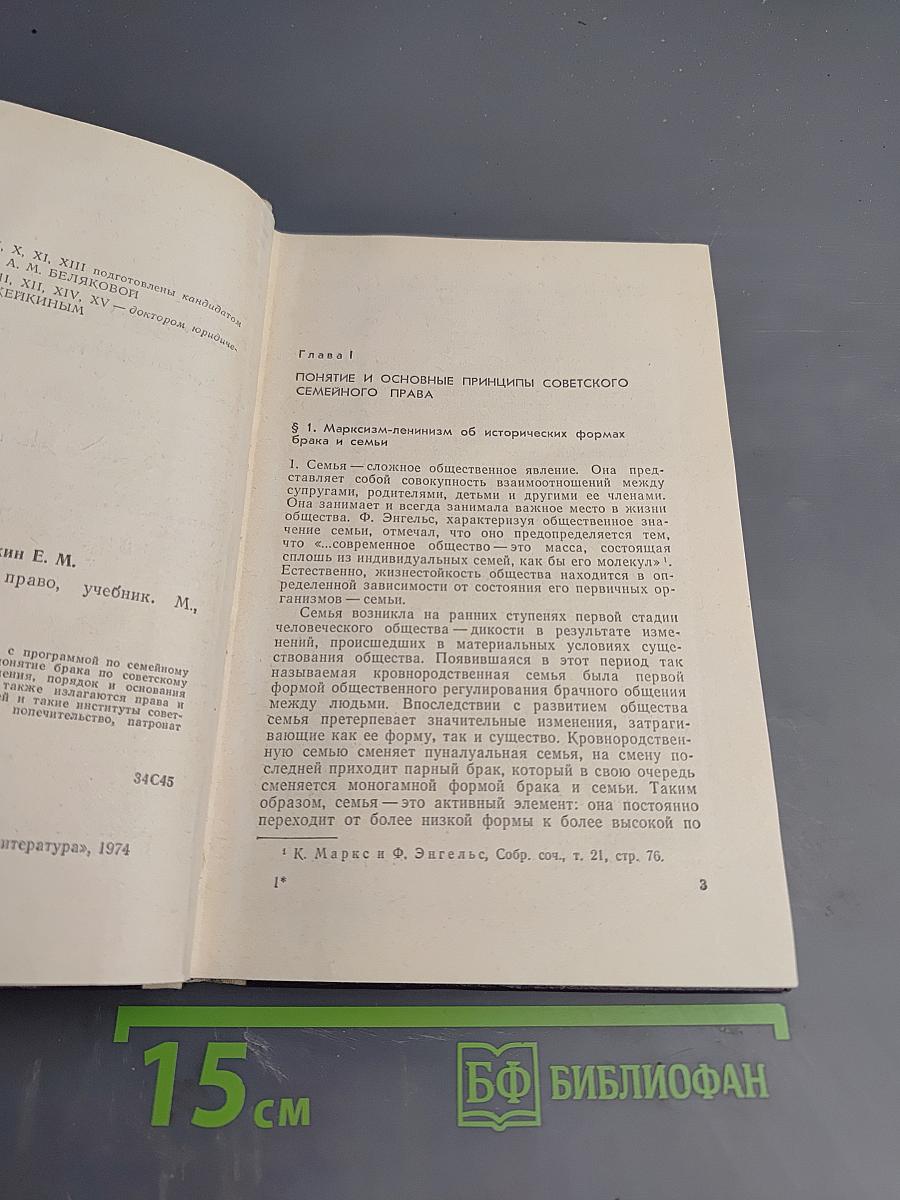 , X, XI, XIII подготовлены кандидатом
А. М. БЕЛЯКОВОЙ
II, XII, XIV, XV — доктором юридиче-
КЕЙКИНЫМ
кин Е. М.
право, учебник. М.,
с программой по семейному
понятие брака по советскому
порядок и основания
также излагаются права и
ей и такие институты совет-
попечительство, патронат
34С45
итература», 1974
Глава I
ПОНЯТИЕ И ОСНОВНЫЕ ПРИНЦИПЫ СОВЕТСКОГО
СЕМЕЙНОГО ПРАВА
§ 1. Марксизм-ленинизм об исторических формах
брака и семьи
1. Семья — сложное общественное явление. Она пред-
ставляет собой совокупность взаимоотношений между
супругами, родителями, детьми и другими ее членами.
Она занимает и всегда занимала важное место в жизни
общества. Ф. Энгельс, характеризуя общественное зна-
чение семьи, отмечал, что оно предопределяется тем,
что «...современное общество — это масса, состоящая
сплошь из индивидуальных семей, как бы его молекул» ¹.
Естественно, жизнестойкость общества находится в оп-
ределенной зависимости от состояния его первичных ор-
ганизмов — семьи.
Семья возникла на ранних ступенях первой стадии
человеческого общества — дикости в результате изме-
нений, происшедших в материальных условиях суще-
ствования общества. Появившаяся в этот период так
называемая кровнородственная семья была первой
формой общественного регулирования брачного общения
между людьми. Впоследствии с развитием общества
семья претерпевает значительные изменения, затраги-
вающие как ее форму, так и существо. Кровнородствен-
ную семью сменяет пуналуальная семья, на смену по-
следней приходит парный брак, который в свою очередь
сменяется моногамной формой брака и семьи. Таким
образом, семья — это активный элемент: она постоянно
переходит от более низкой формы к более высокой по
¹ К. Маркс и Ф. Энгельс, Собр. соч., т. 21, стр. 76.
1*
3
15 см
БФ БИБЛИОФАН